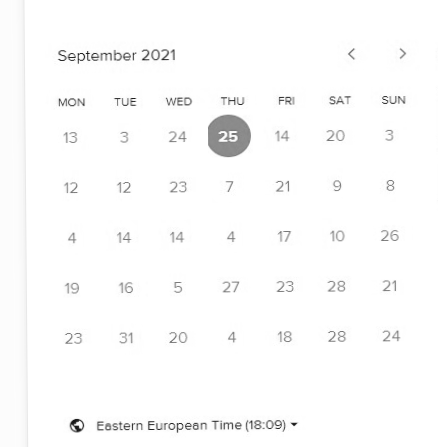 September 2021
MON TUE WED THU FRI SAT SUN
13 3 24 25 14 20 3
12 12 23 7 21 9 8
4 14 14 4 17 10 26
19 16 5 27 23 28 21
23 31 20 4 18 28 24
Eastern European Time (18:09)